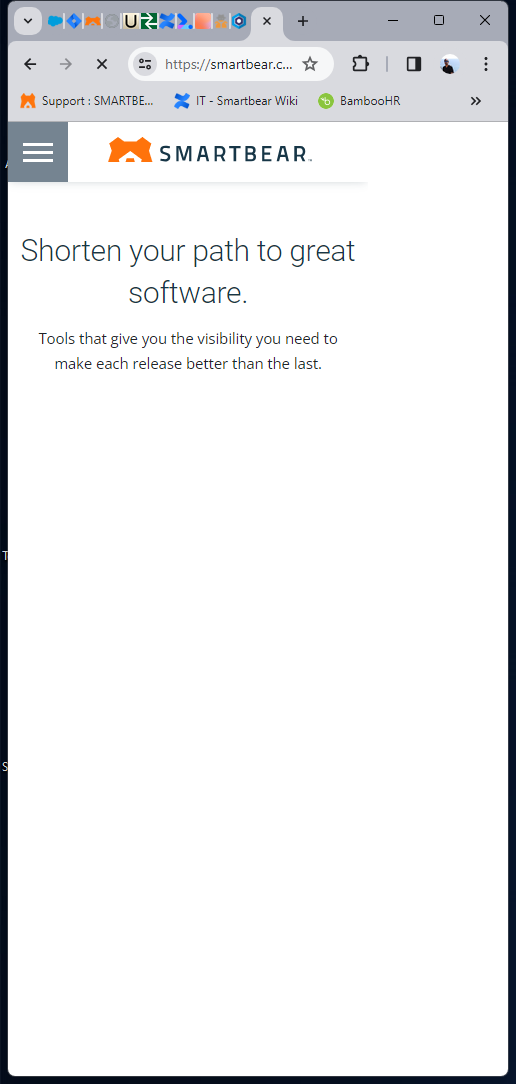 https://smartbear.c...
Support : SMARTBE...
IT - Smartbear Wiki
BambooHR
SMARTBEAR
Shorten your path to great
software.
Tools that give you the visibility you need to
make each release better than the last.